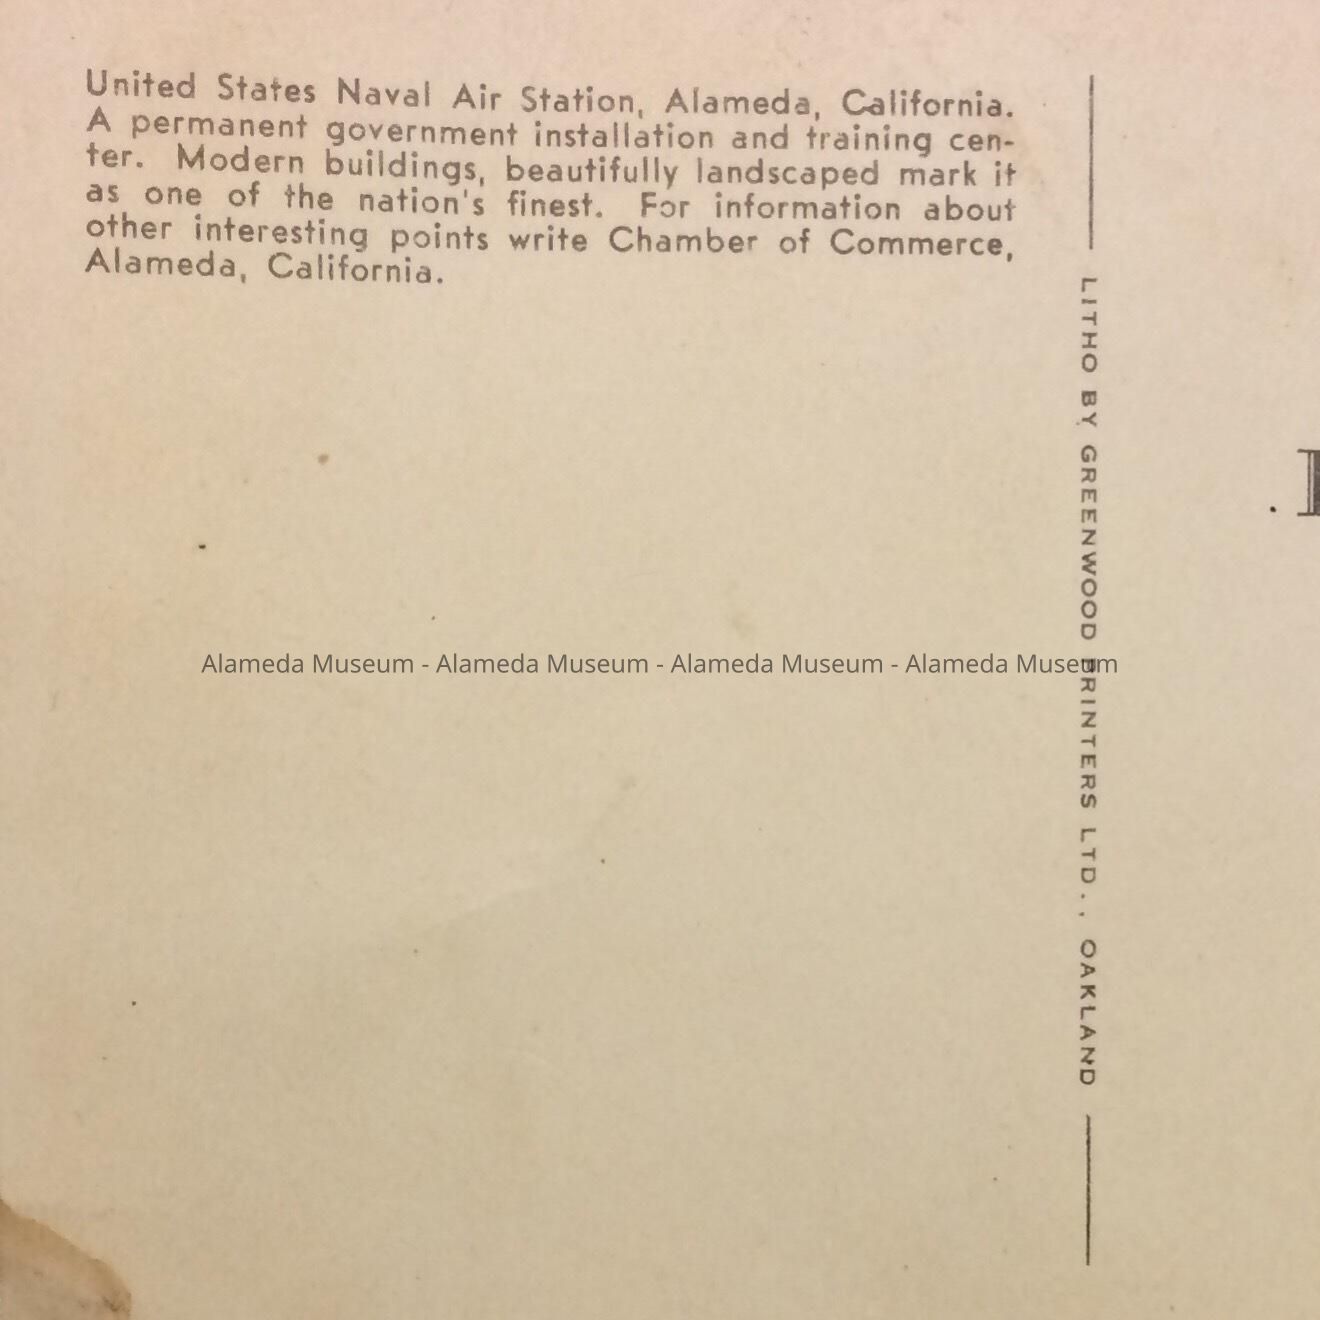 United States Naval Air Station, Alameda, California.
A permanent government installation and training cen-
ter. Modern buildings, beautifully landscaped mark it
as one of the nation's finest. For information about
other interesting points write Chamber of Commerce,
Alameda, California.
LITHO BY GREENWOOD PRINTERS LTD., OAKLAND
Alameda Museum - Alameda Museum - Alameda Museum - Alameda Museum